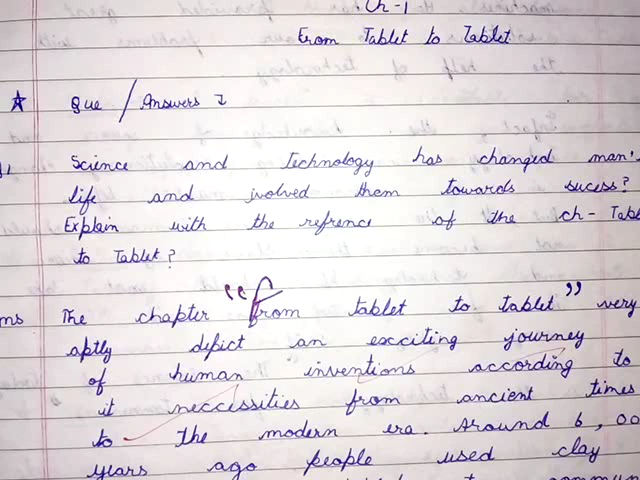 Ch-1
From Tablet to Tablet
Que / Answers
Science and Technology has changed man's
life and ivolved them towards sucess?
Explain with the refrence of the ch- Tabl
to Tablet?
Ans The chapter "From tablet to tablet" very
aptly depict an exciting journey
of human inventions according to
it neccessities from ancient times
to the modern era. Around 6,00
years ago people used clay